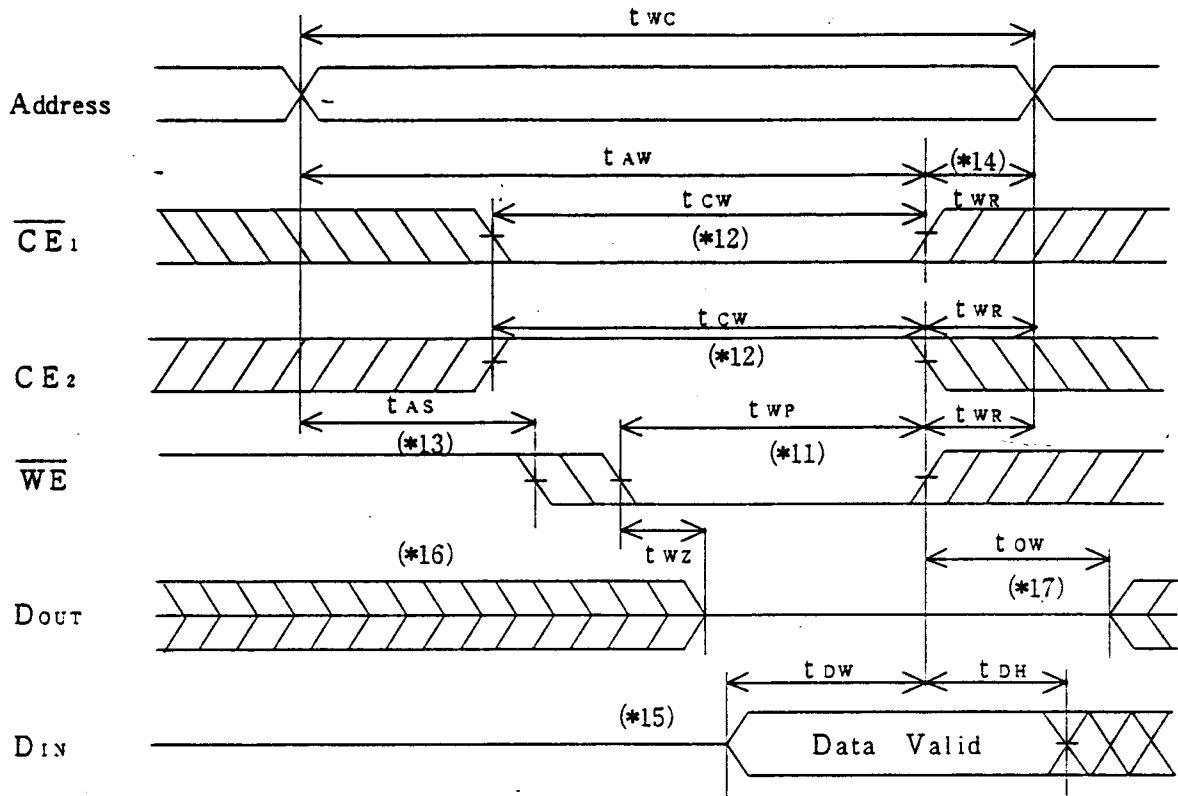 t WC
Address
t AW
(*14)
t CW
t WR
CE1
(*12)
t CW
t WR
CE2
(*12)
t AS
t WP
t WR
(*13)
(*11)
WE
t WZ
t OW
(*16)
(*17)
DOUT
t DW
t DH
(*15)
DIN
Data Valid